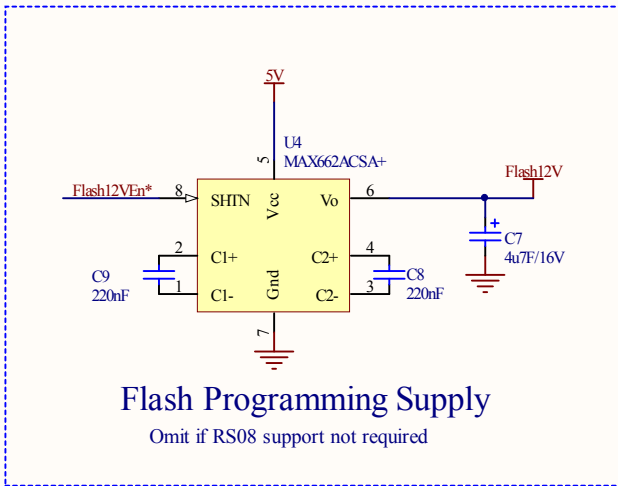 5V
U4
MAX662ACSA+
5
Flash12VEn*
8
SHTN
Vcc
Vo
6
Flash12V
2
C1+
C2+
4
C7
4u7F/16V
C9
220nF
1
C1-
Gnd
C2-
3
C8
220nF
7
Flash Programming Supply
Omit if RS08 support not required